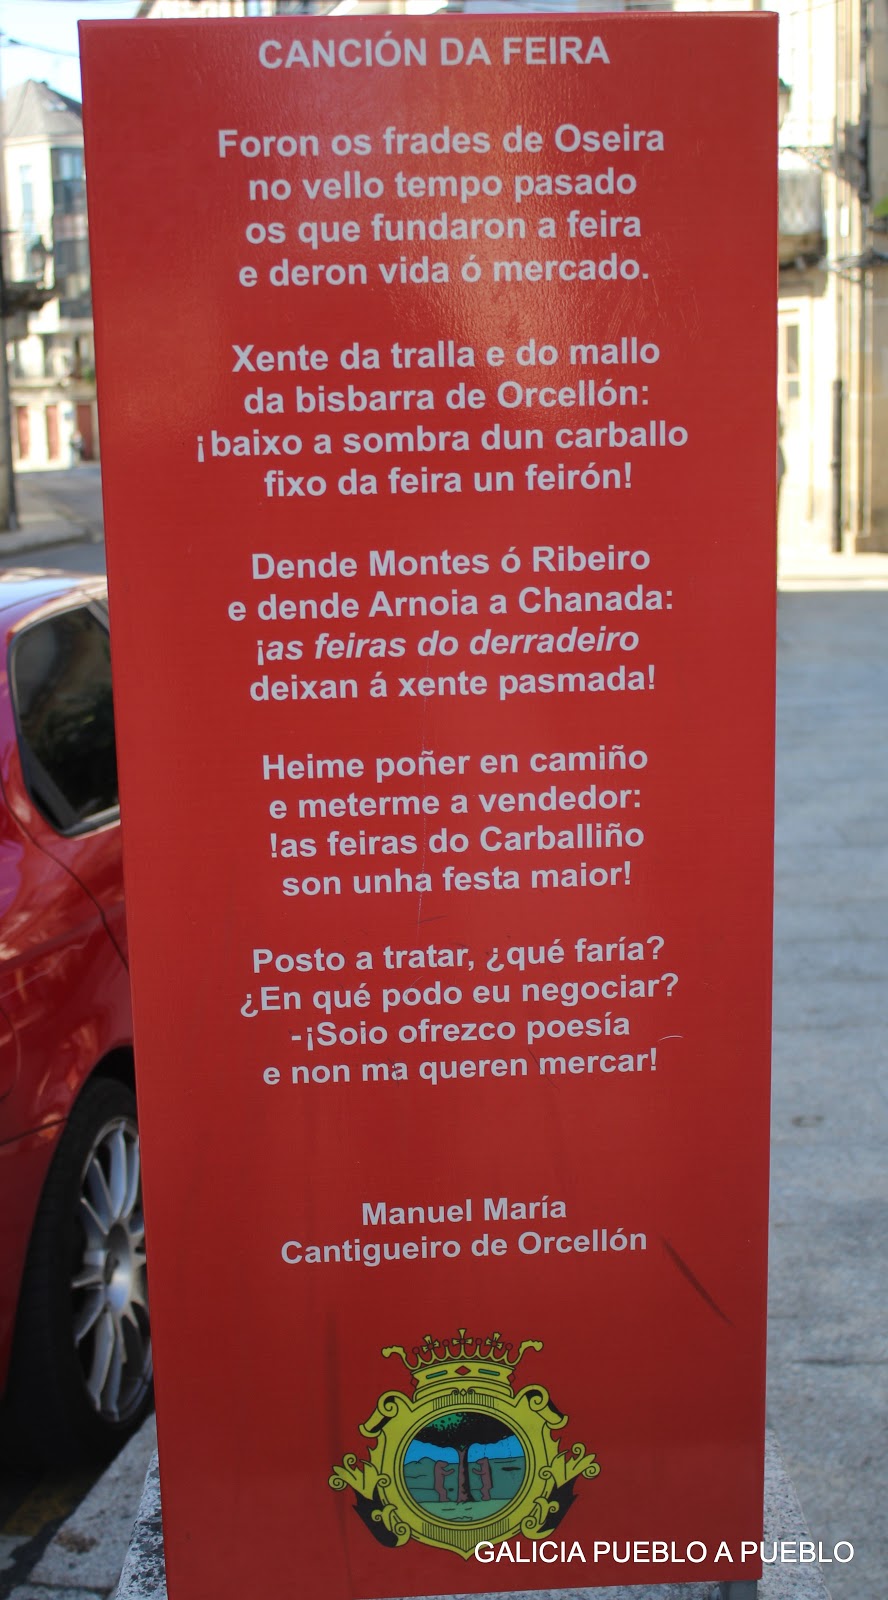 CANCIÓN DA FEIRA
Foron os frades de Oseira
no vello tempo pasado
os que fundaron a feira
e deron vida ó mercado.
Xente da tralla e do mallo
da bisbarra de Orcellón:
¡baixo a sombra dun carballo
fixo da feira un feirón!
Dende Montes ó Ribeiro
e dende Arnoia a Chanada:
¡as feiras do derradeiro
deixan á xente pasmada!
Heime poñer en camiño
e meterme a vendedor:
!as feiras do Carballiño
son unha festa maior!
Posto a tratar, ¿qué faría?
¿En qué podo eu negociar?
-¡Soio ofrezco poesía
e non ma queren mercar!
Manuel María
Cantigueiro de Orcellón
GALICIA PUEBLO A PUEBLO